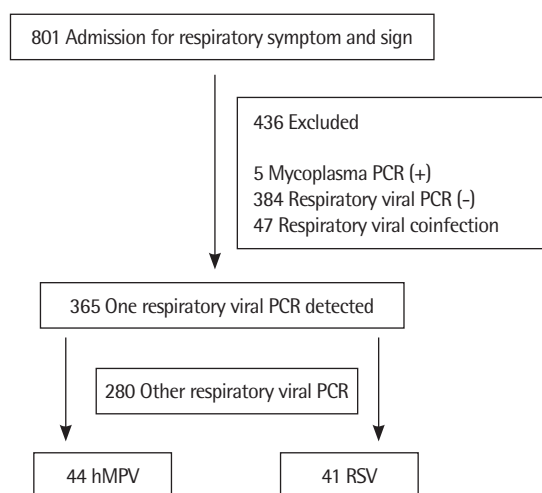 801 Admission for respiratory symptom and sign
436 Excluded
5 Mycoplasma PCR (+)
384 Respiratory viral PCR (-)
47 Respiratory viral coinfection
365 One respiratory viral PCR detected
280 Other respiratory viral PCR
44 hMPV
41 RSV